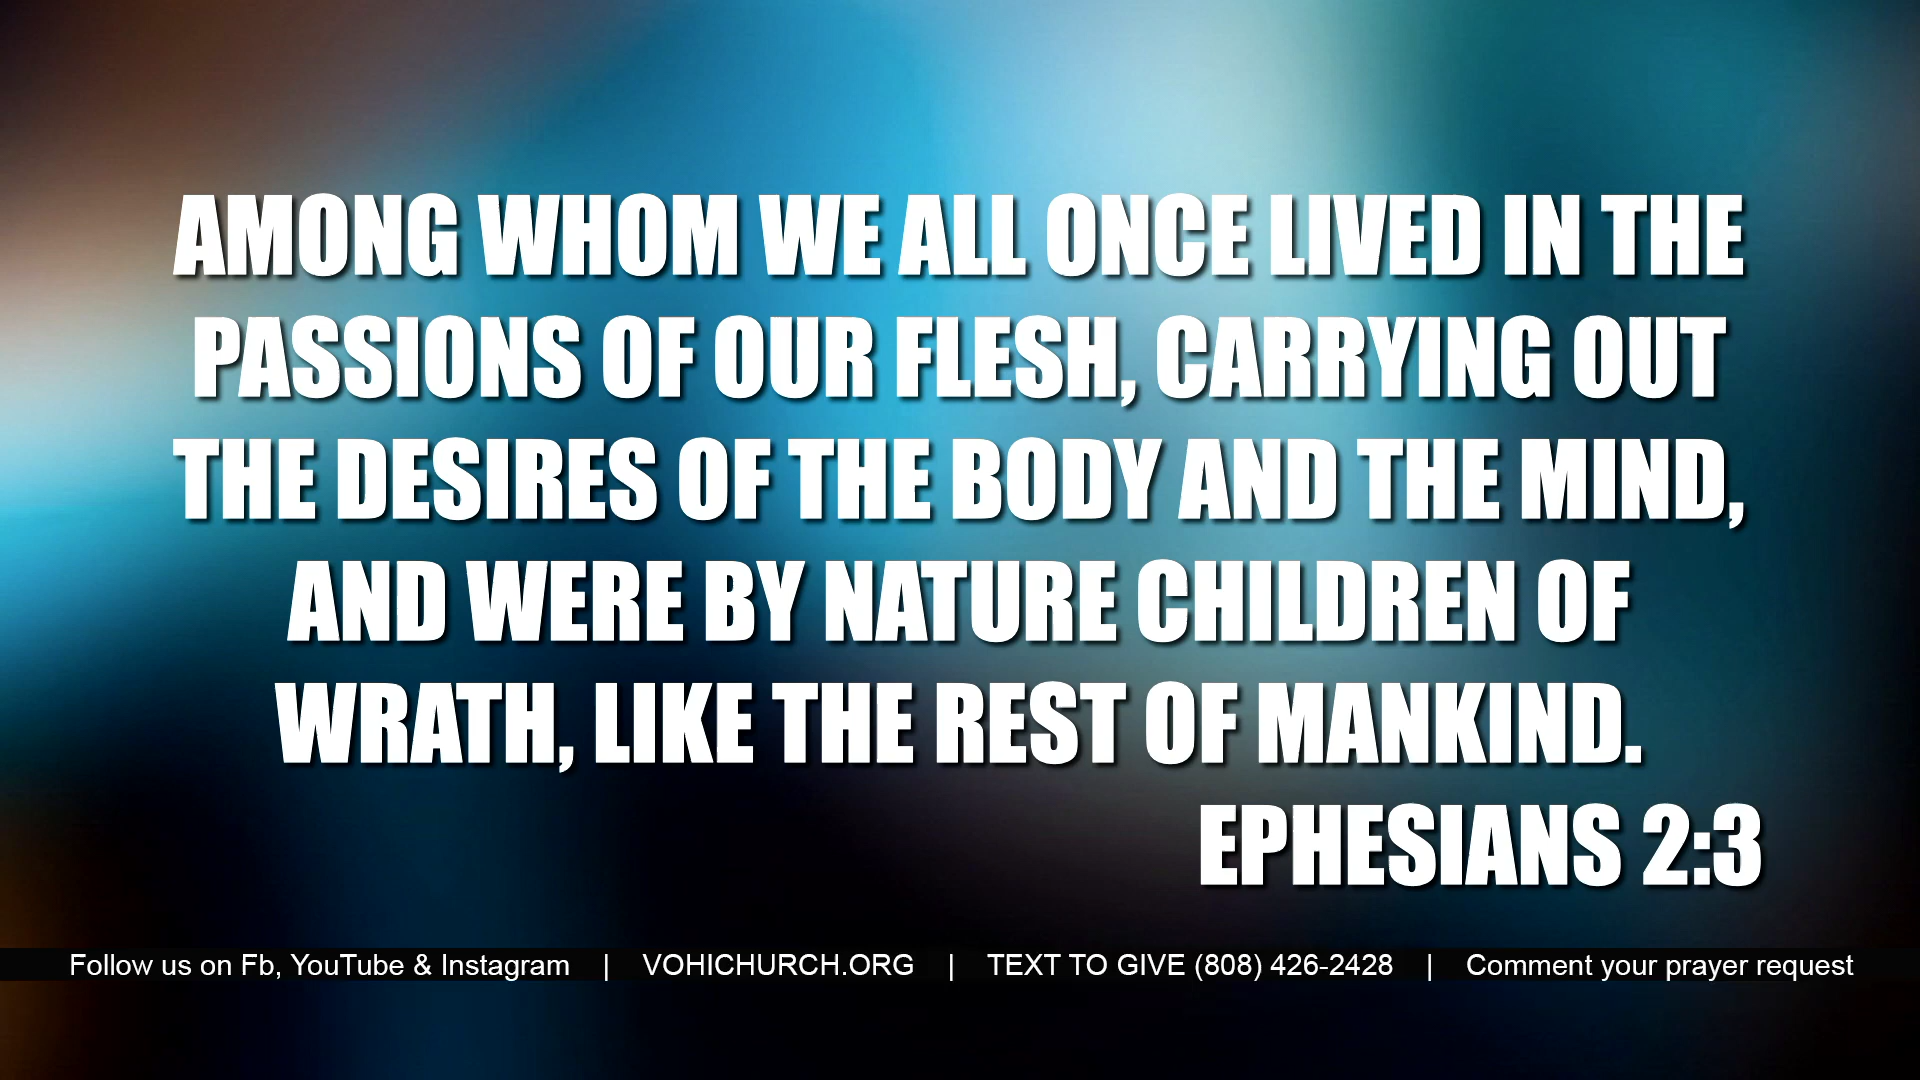 AMONG WHOM WE ALL ONCE LIVED IN THE
PASSIONS OF OUR FLESH, CARRYING OUT
THE DESIRES OF THE BODY AND THE MIND,
AND WERE BY NATURE CHILDREN OF
WRATH, LIKE THE REST OF MANKIND.
EPHESIANS 2:3
Follow us on Fb, YouTube & Instagram | VOHICHURCH.ORG | TEXT TO GIVE (808) 426-2428 | Comment your prayer request